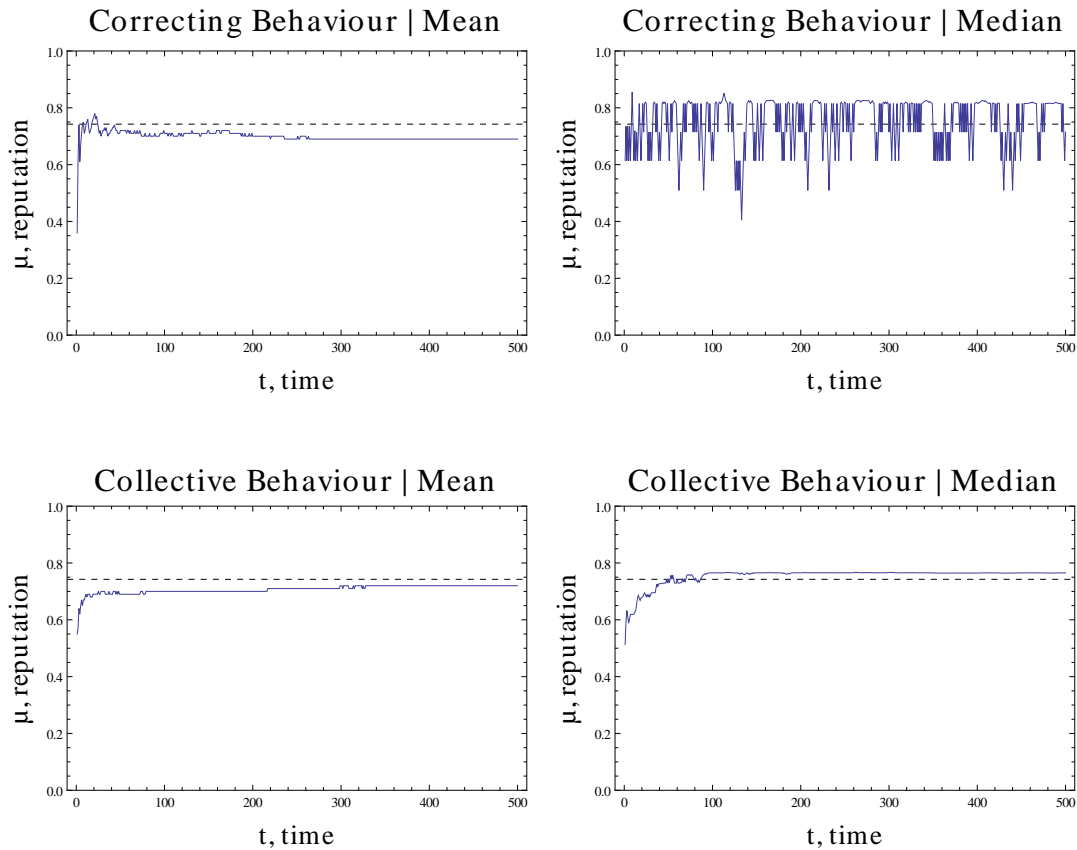 Correcting Behaviour | Mean
1.0
0.8
0.6
0.4
0.2
0.0
μ, reputation
0 100 200 300 400 500
t, time
Correcting Behaviour | Median
1.0
0.8
0.6
0.4
0.2
0.0
μ, reputation
0 100 200 300 400 500
t, time
Collective Behaviour | Mean
1.0
0.8
0.6
0.4
0.2
0.0
μ, reputation
0 100 200 300 400 500
t, time
Collective Behaviour | Median
1.0
0.8
0.6
0.4
0.2
0.0
μ, reputation
0 100 200 300 400 500
t, time